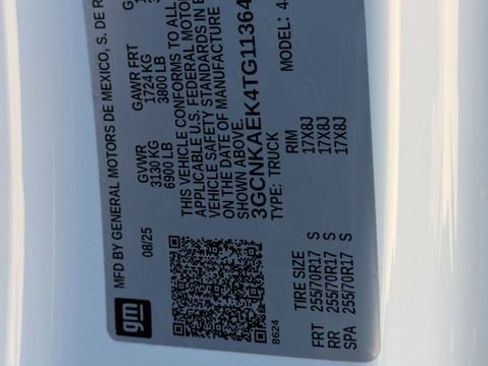 gm
MFD BY GENERAL MOTORS DE MEXICO, S. DE R
08/25
GVWR
3130 KG
6900 LB
GAWR FRT
1724 KG
3800 LB
THIS VEHICLE CONFORMS TO ALL
APPLICABLE U.S. FEDERAL MOTOR
VEHICLE SAFETY STANDARDS IN E
ON THE DATE OF MANUFACTURE
SHOWN ABOVE.
3GCNKAEK4TG11364
TYPE: TRUCK
MODEL: 4
8624
TIRE SIZE RIM
FRT 255/70R17 S 17X8J
RR 255/70R17 S 17X8J
SPA 255/70R17 S 17X8J